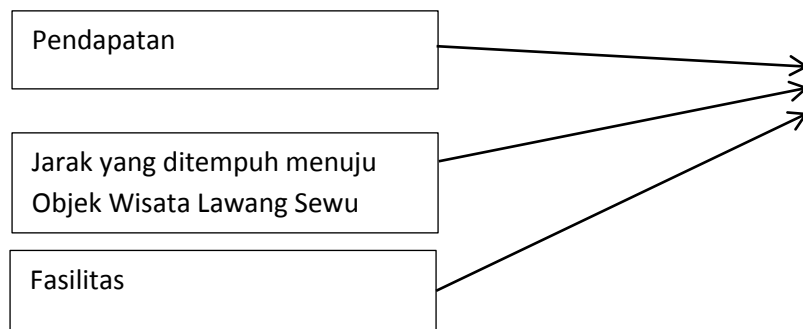 Pendapatan
Jarak yang ditempuh menuju
Objek Wisata Lawang Sewu
Fasilitas